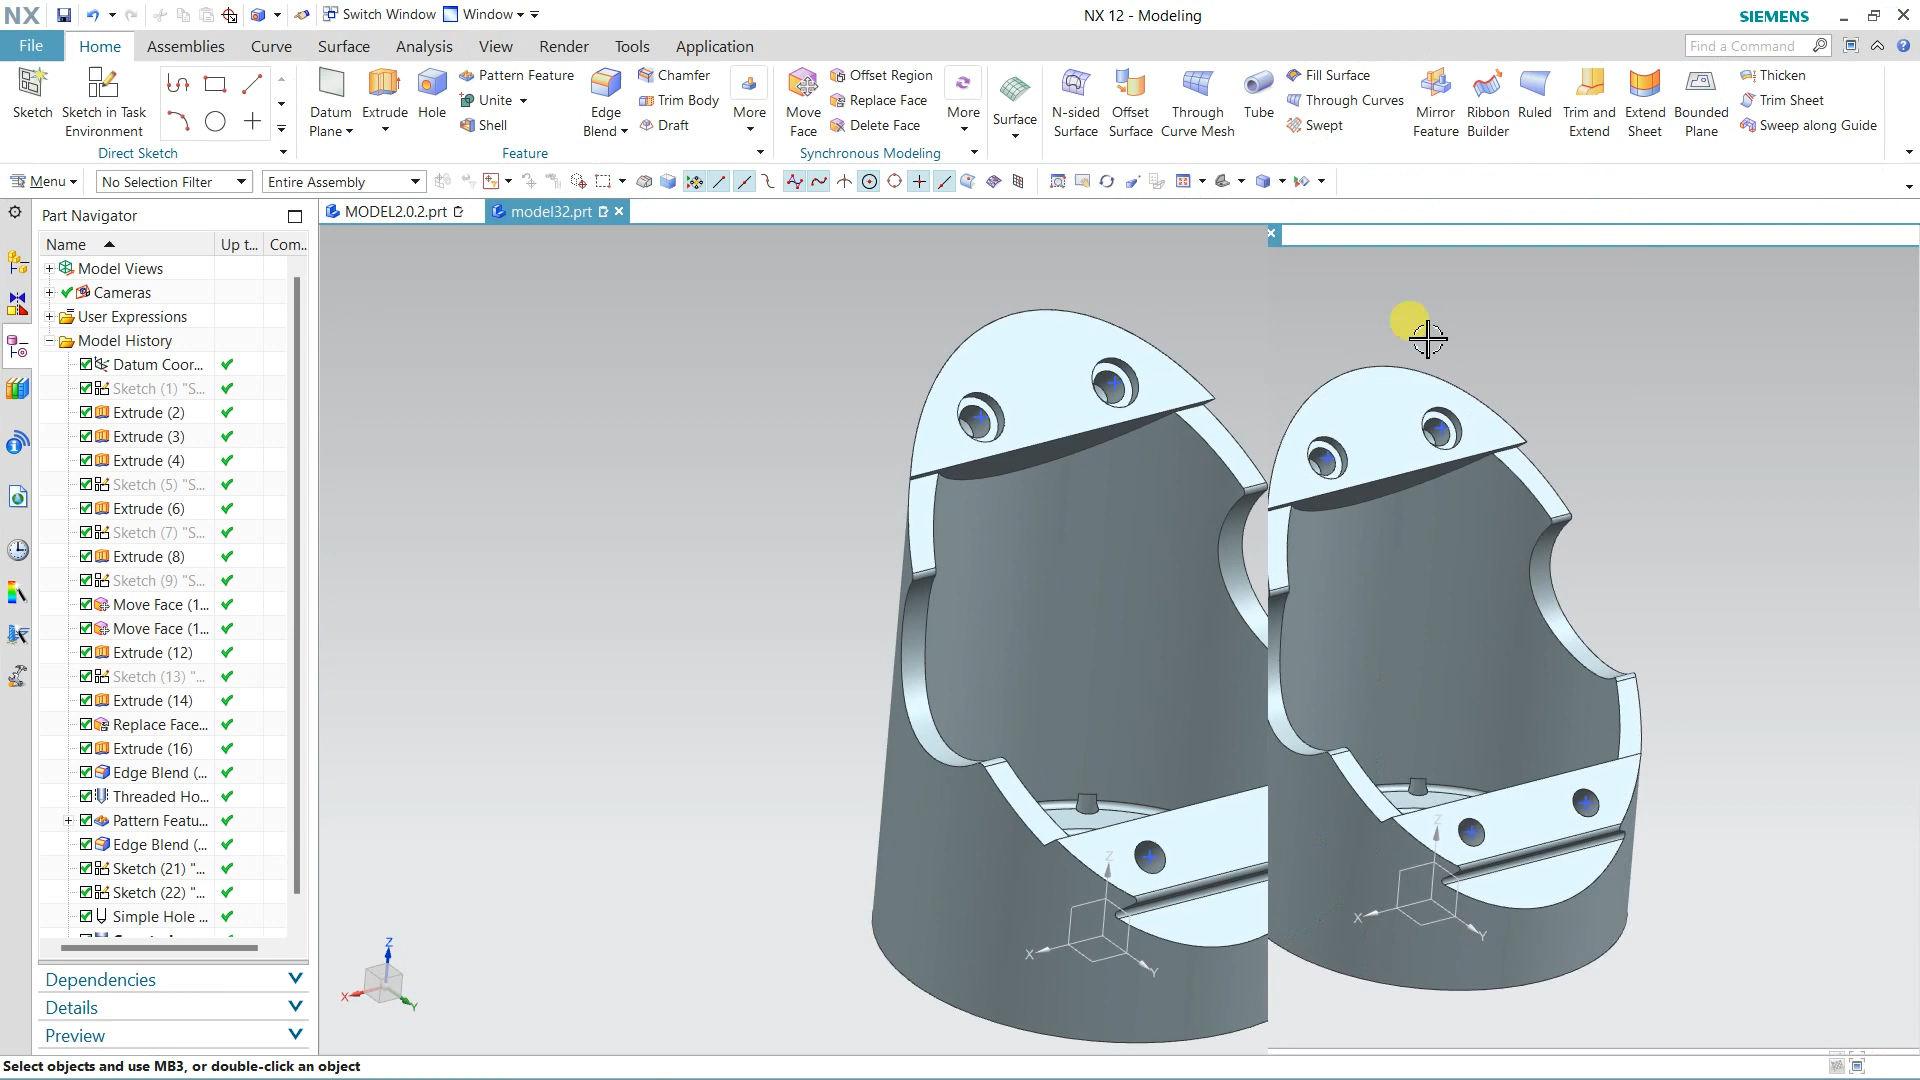 NX
Switch Window
Window
NX 12 - Modeling
SIEMENS
File
Home
Assemblies
Curve
Surface
Analysis
View
Render
Tools
Application
Find a Command
Sketch
Sketch in Task
Environment
Direct Sketch
Datum
Plane
Extrude
Hole
Pattern Feature
Unite
Shell
Edge
Blend
Chamfer
Trim Body
Draft
More
Feature
Move
Face
Offset Region
Replace Face
Delete Face
More
Synchronous Modeling
Surface
N-sided
Surface
Offset
Surface
Through
Curve Mesh
Tube
Fill Surface
Through Curves
Swept
Mirror
Feature
Ribbon
Builder
Ruled
Trim and
Extend
Extend
Sheet
Bounded
Plane
Thicken
Trim Sheet
Sweep along Guide
Menu
No Selection Filter
Entire Assembly
Part Navigator
MODEL2.0.2.prt
model32.prt
Name
Up t...
Com..
Model Views
Cameras
User Expressions
Model History
Datum Coor...
Sketch (1) "S...
Extrude (2)
Extrude (3)
Extrude (4)
Sketch (5) "S...
Extrude (6)
Sketch (7) "S...
Extrude (8)
Sketch (9) "S...
Move Face (1...
Move Face (1...
Extrude (12)
Sketch (13) "...
Extrude (14)
Replace Face...
Extrude (16)
Edge Blend (...
Threaded Ho...
Pattern Featu...
Edge Blend (...
Sketch (21) "...
Sketch (22) "...
Simple Hole ...
Dependencies
Details
Preview
Z
X
Y
Z
X
Y
Z
X
Y
Select objects and use MB3, or double-click an object